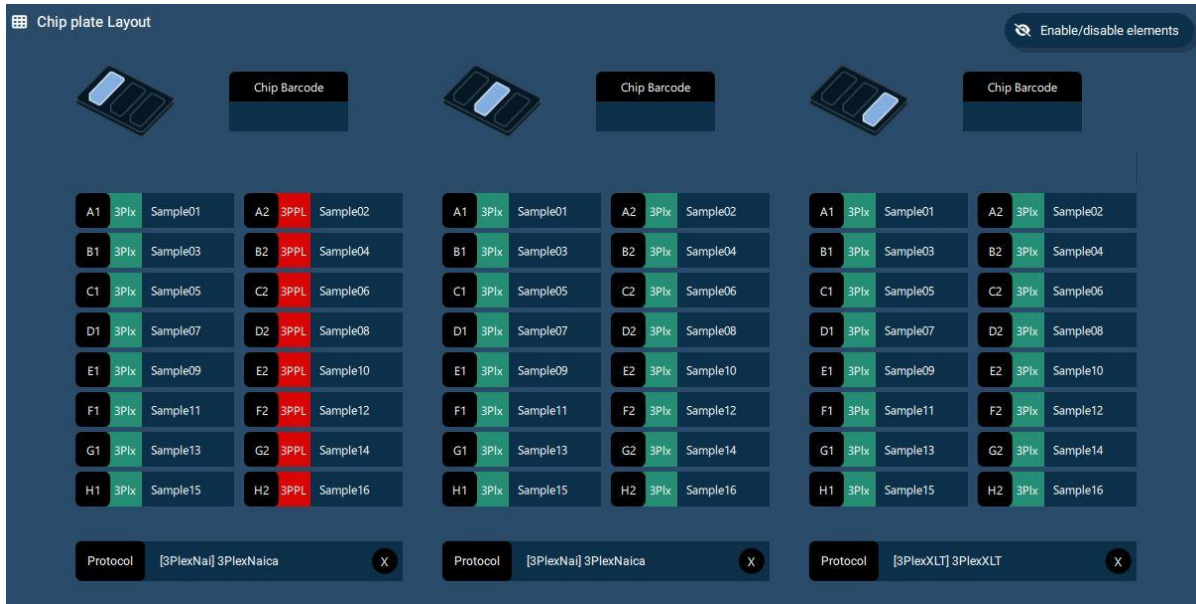 Chip plate Layout
Enable/disable elements
Chip Barcode
Chip Barcode
Chip Barcode
A1 3Plx Sample01 A2 3PPL Sample02 A1 3Plx Sample01 A2 3Plx Sample02 A1 3Plx Sample01 A2 3Plx Sample02
B1 3Plx Sample03 B2 3PPL Sample04 B1 3Plx Sample03 B2 3Plx Sample04 B1 3Plx Sample03 B2 3Plx Sample04
C1 3Plx Sample05 C2 3PPL Sample06 C1 3Plx Sample05 C2 3Plx Sample06 C1 3Plx Sample05 C2 3Plx Sample06
D1 3Plx Sample07 D2 3PPL Sample08 D1 3Plx Sample07 D2 3Plx Sample08 D1 3Plx Sample07 D2 3Plx Sample08
E1 3Plx Sample09 E2 3PPL Sample10 E1 3Plx Sample09 E2 3Plx Sample10 E1 3Plx Sample09 E2 3Plx Sample10
F1 3Plx Sample11 F2 3PPL Sample12 F1 3Plx Sample11 F2 3Plx Sample12 F1 3Plx Sample11 F2 3Plx Sample12
G1 3Plx Sample13 G2 3PPL Sample14 G1 3Plx Sample13 G2 3Plx Sample14 G1 3Plx Sample13 G2 3Plx Sample14
H1 3Plx Sample15 H2 3PPL Sample16 H1 3Plx Sample15 H2 3Plx Sample16 H1 3Plx Sample15 H2 3Plx Sample16
Protocol [3PlexNai] 3PlexNaica X Protocol [3PlexNai] 3PlexNaica X Protocol [3PlexXLT] 3PlexXLT X